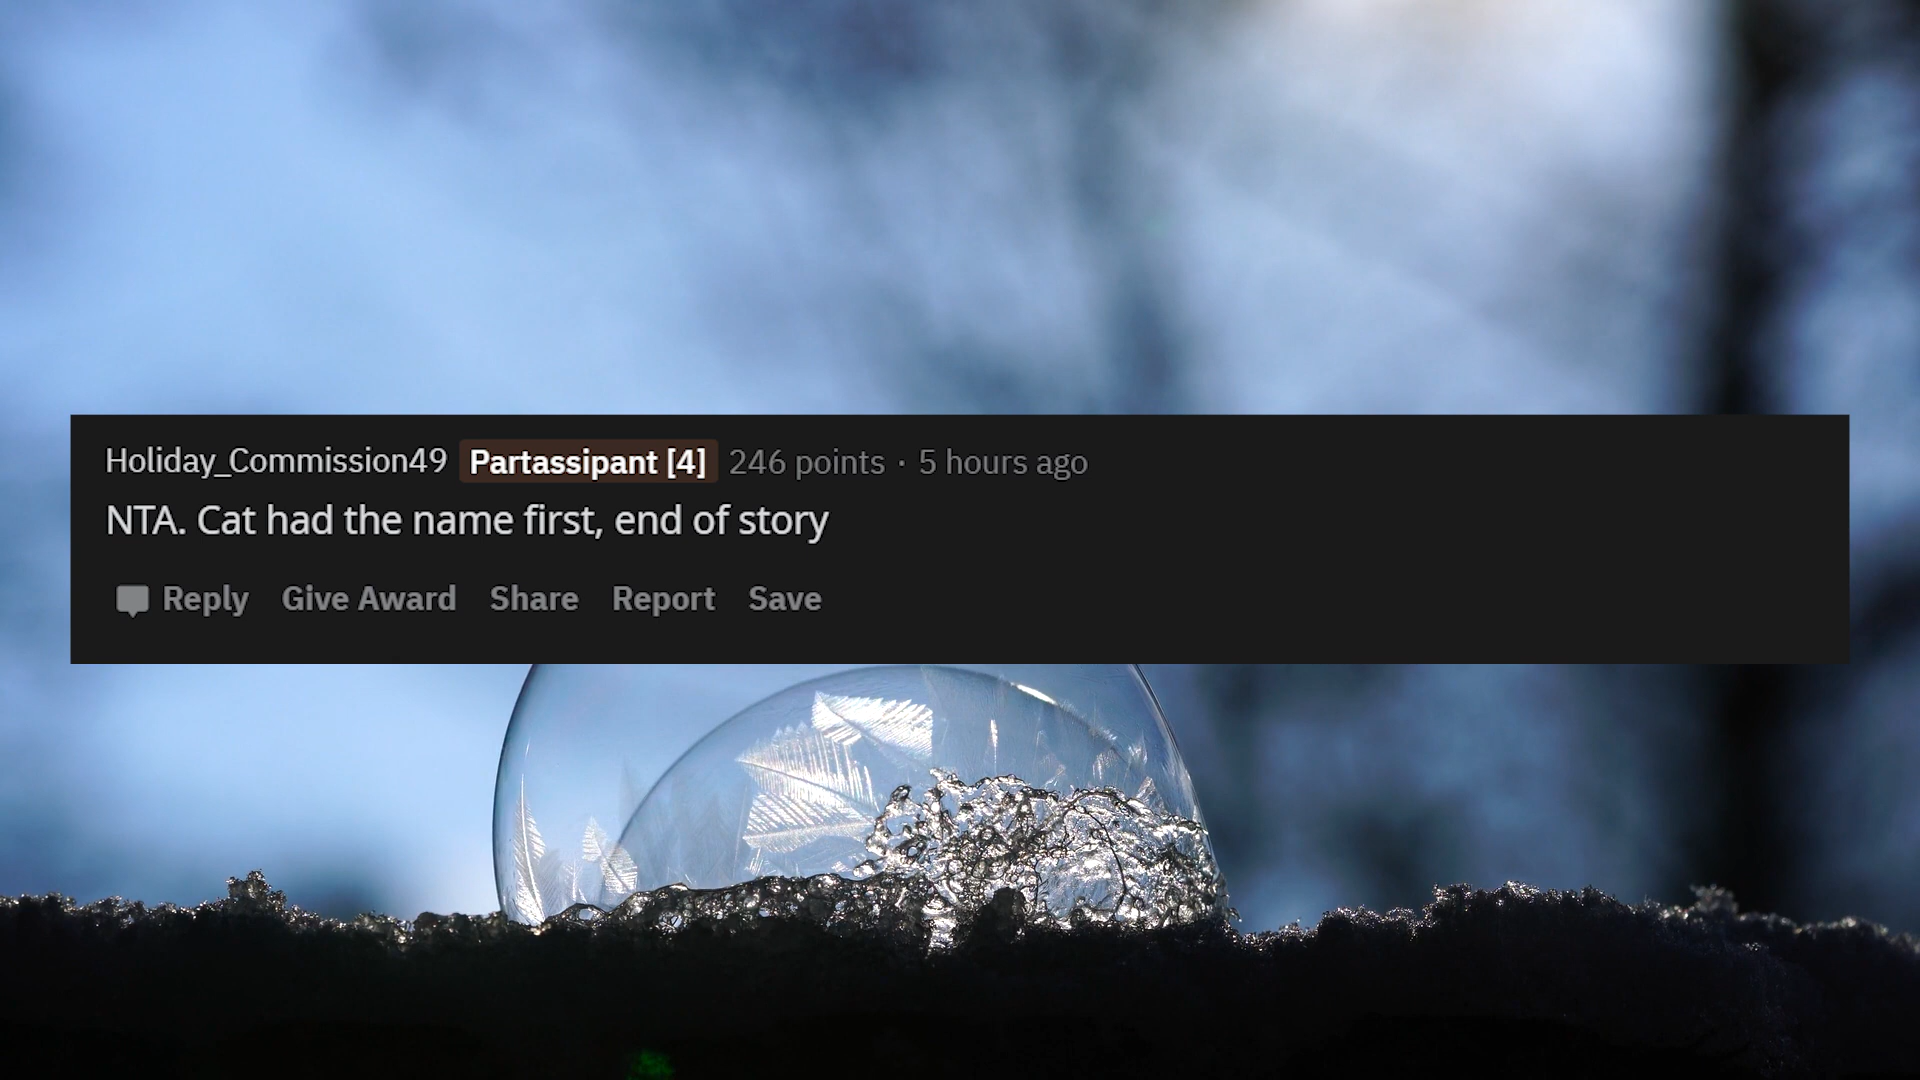 Holiday_Commission49 Partassipant [4] 246 points · 5 hours ago
NTA. Cat had the name first, end of story
Reply Give Award Share Report Save